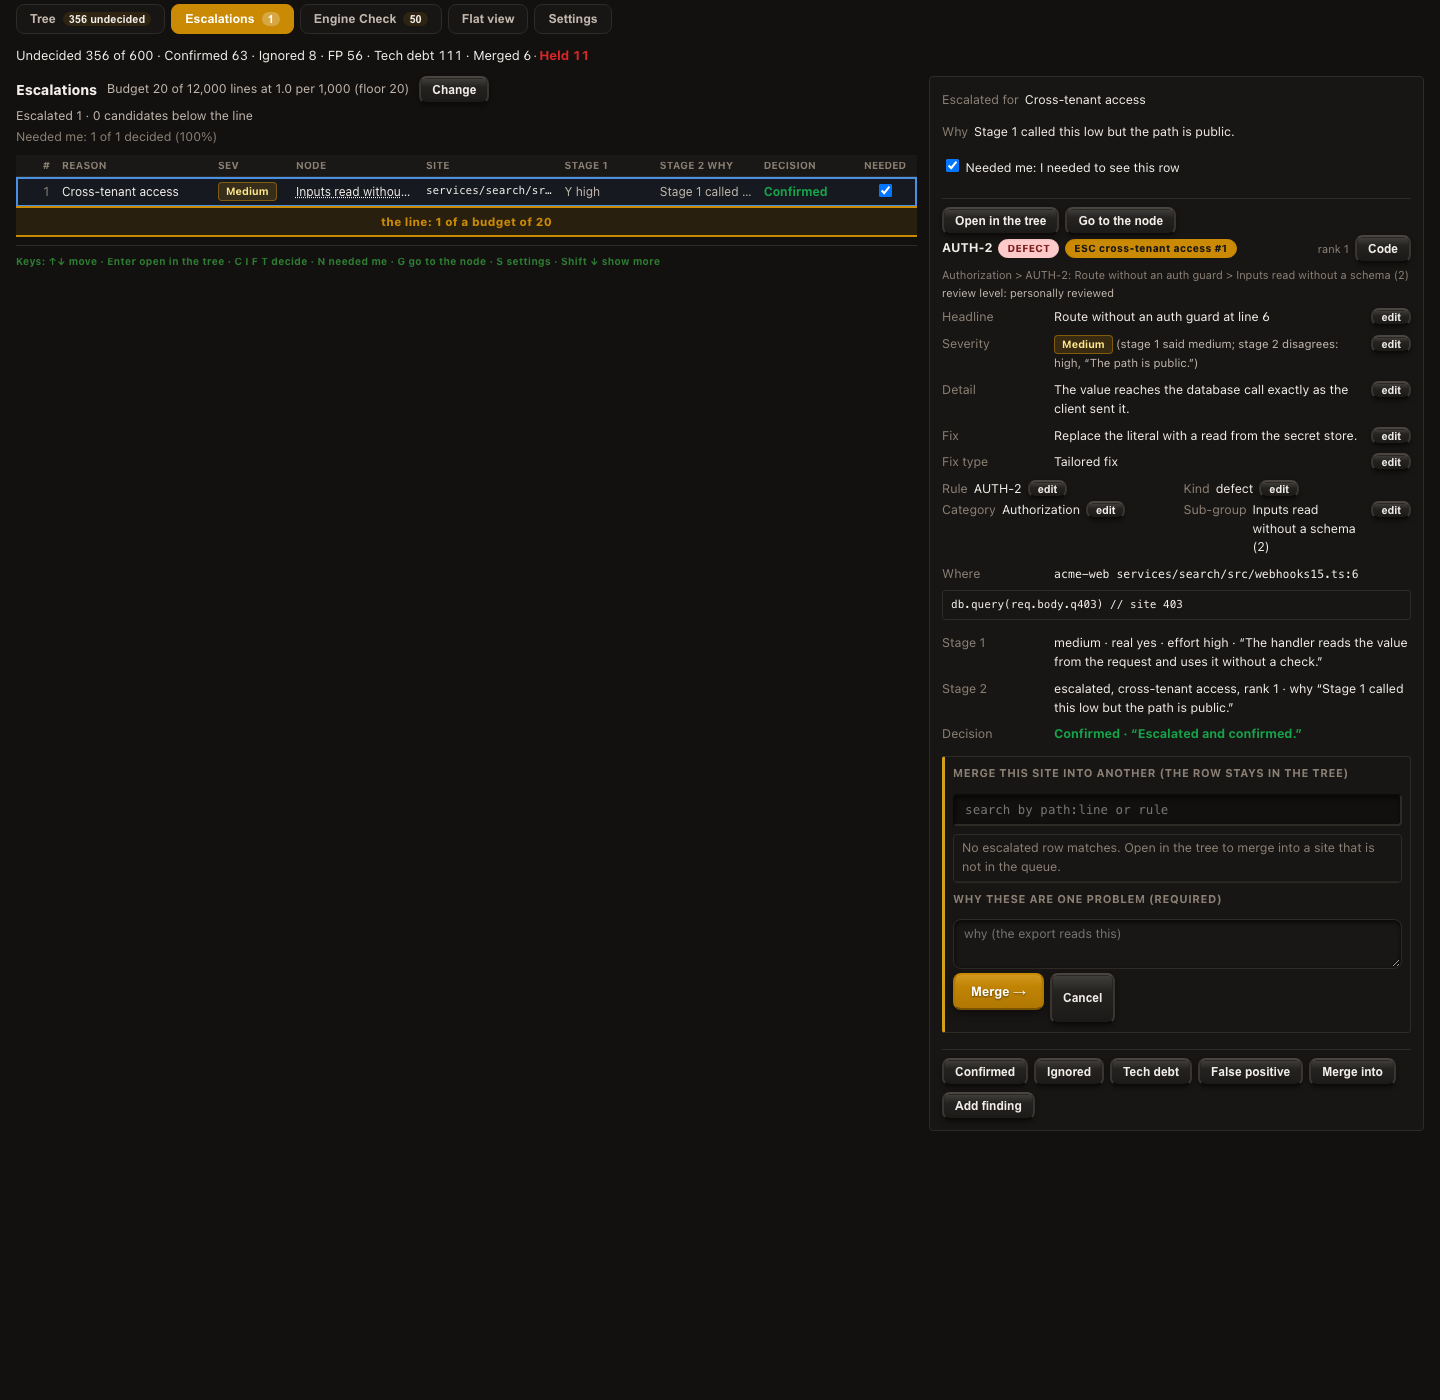 Tree 356 undecided Escalations 1 Engine Check 50 Flat view Settings
Undecided 356 of 600 · Confirmed 63 · Ignored 8 · FP 56 · Tech debt 111 · Merged 6 · Held 11
Escalations Budget 20 of 12,000 lines at 1.0 per 1,000 (floor 20) Change
Escalated 1 · 0 candidates below the line
Needed me: 1 of 1 decided (100%)
# REASON SEV NODE SITE STAGE 1 STAGE 2 WHY DECISION NEEDED
1 Cross-tenant access Medium Inputs read withou... services/search/sr... Y high Stage 1 called ... Confirmed
the line: 1 of a budget of 20
Keys: ↑↓ move · Enter open in the tree · C I F T decide · N needed me · G go to the node · S settings · Shift ↓ show more
Escalated for Cross-tenant access
Why Stage 1 called this low but the path is public.
Needed me: I needed to see this row
Open in the tree Go to the node
AUTH-2 DEFECT ESC cross-tenant access #1 rank 1 Code
Authorization > AUTH-2: Route without an auth guard > Inputs read without a schema (2)
review level: personally reviewed
Headline Route without an auth guard at line 6 edit
Severity Medium (stage 1 said medium; stage 2 disagrees: edit
high, “The path is public.”)
Detail The value reaches the database call exactly as the edit
client sent it.
Fix Replace the literal with a read from the secret store. edit
Fix type Tailored fix edit
Rule AUTH-2 edit Kind defect edit
Category Authorization edit Sub-group Inputs read edit
without a schema
(2)
Where acme-web services/search/src/webhooks15.ts:6
db.query(req.body.q403) // site 403
Stage 1 medium · real yes · effort high · “The handler reads the value
from the request and uses it without a check.”
Stage 2 escalated, cross-tenant access, rank 1 · why “Stage 1 called
this low but the path is public.”
Decision Confirmed · “Escalated and confirmed.”
MERGE THIS SITE INTO ANOTHER (THE ROW STAYS IN THE TREE)
search by path:line or rule
No escalated row matches. Open in the tree to merge into a site that is
not in the queue.
WHY THESE ARE ONE PROBLEM (REQUIRED)
why (the export reads this)
Merge → Cancel
Confirmed Ignored Tech debt False positive Merge into
Add finding